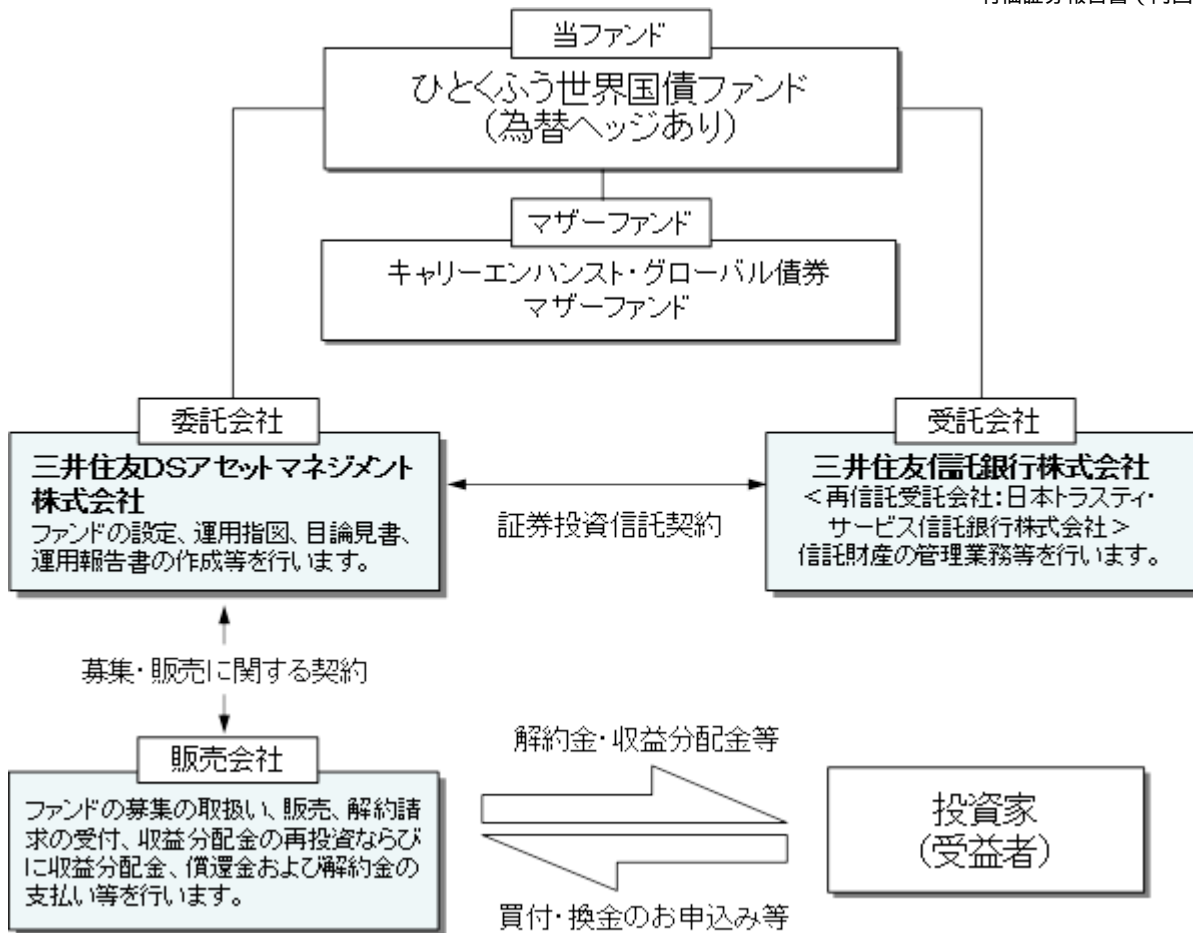 当ファンド
ひとくふう世界国債ファンド
（為替ヘッジあり）
マザーファンド
キャリーエンハンスト・グローバル債券
マザーファンド
委託会社
三井住友DSアセットマネジメント
株式会社
ファンドの設定、運用指図、目論見書、
運用報告書の作成等を行います。
証券投資信託契約
受託会社
三井住友信託銀行株式会社
＜再信託受託会社：日本トラスティ・
サービス信託銀行株式会社＞
信託財産の管理業務等を行います。
募集・販売に関する契約
販売会社
ファンドの募集の取扱い、販売、解約請
求の受付、収益分配金の再投資ならび
に収益分配金、償還金および解約金の
支払い等を行います。
解約金・収益分配金等
買付・換金のお申込み等
投資家
（受益者）